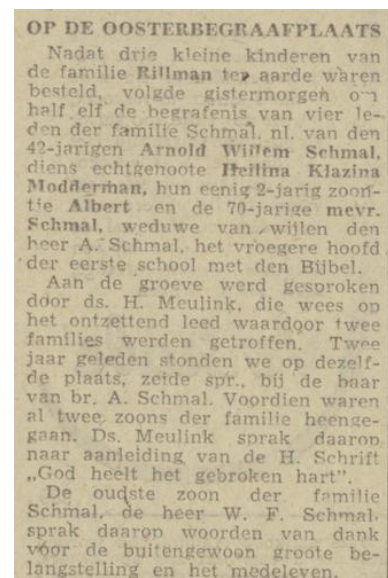 OP DE OOSTERBEGRAAFPLAATS
Nadat drie kleine kinderen van
de familie Rillman ter aarde waren
besteld, volgde gistermorgen om
half elf de begrafenis van vier le-
den der familie Schmal, nl. van den
42-jarigen Arnold Willem Schmal,
diens echtgenoote Heilina Klazina
Modderman, hun eenig 2-jarig zoon-
tje Albert en de 70-jarige mevr.
Schmal, weduwe van wijlen den
heer A. Schmal, het vroegere hoofd
der eerste school met den Bijbel.
Aan de groeve werd gesproken
door ds. H. Meulink, die wees op
het ontzettend leed waardoor twee
families werden getroffen. Twee
jaar geleden stonden we op dezelf-
de plaats, zeide spr., bij de baar
van br. A. Schmal. Voordien waren
al twee zoons der familie heenge-
gaan. Ds. Meulink sprak daarop
naar aanleiding van de H. Schrift
„God heelt het gebroken hart".
De oudste zoon der familie
Schmal, de heer W. F. Schmal,
sprak daarop woorden van dank
vóór de buitengewoon groote be-
langstelling en het medeleven.